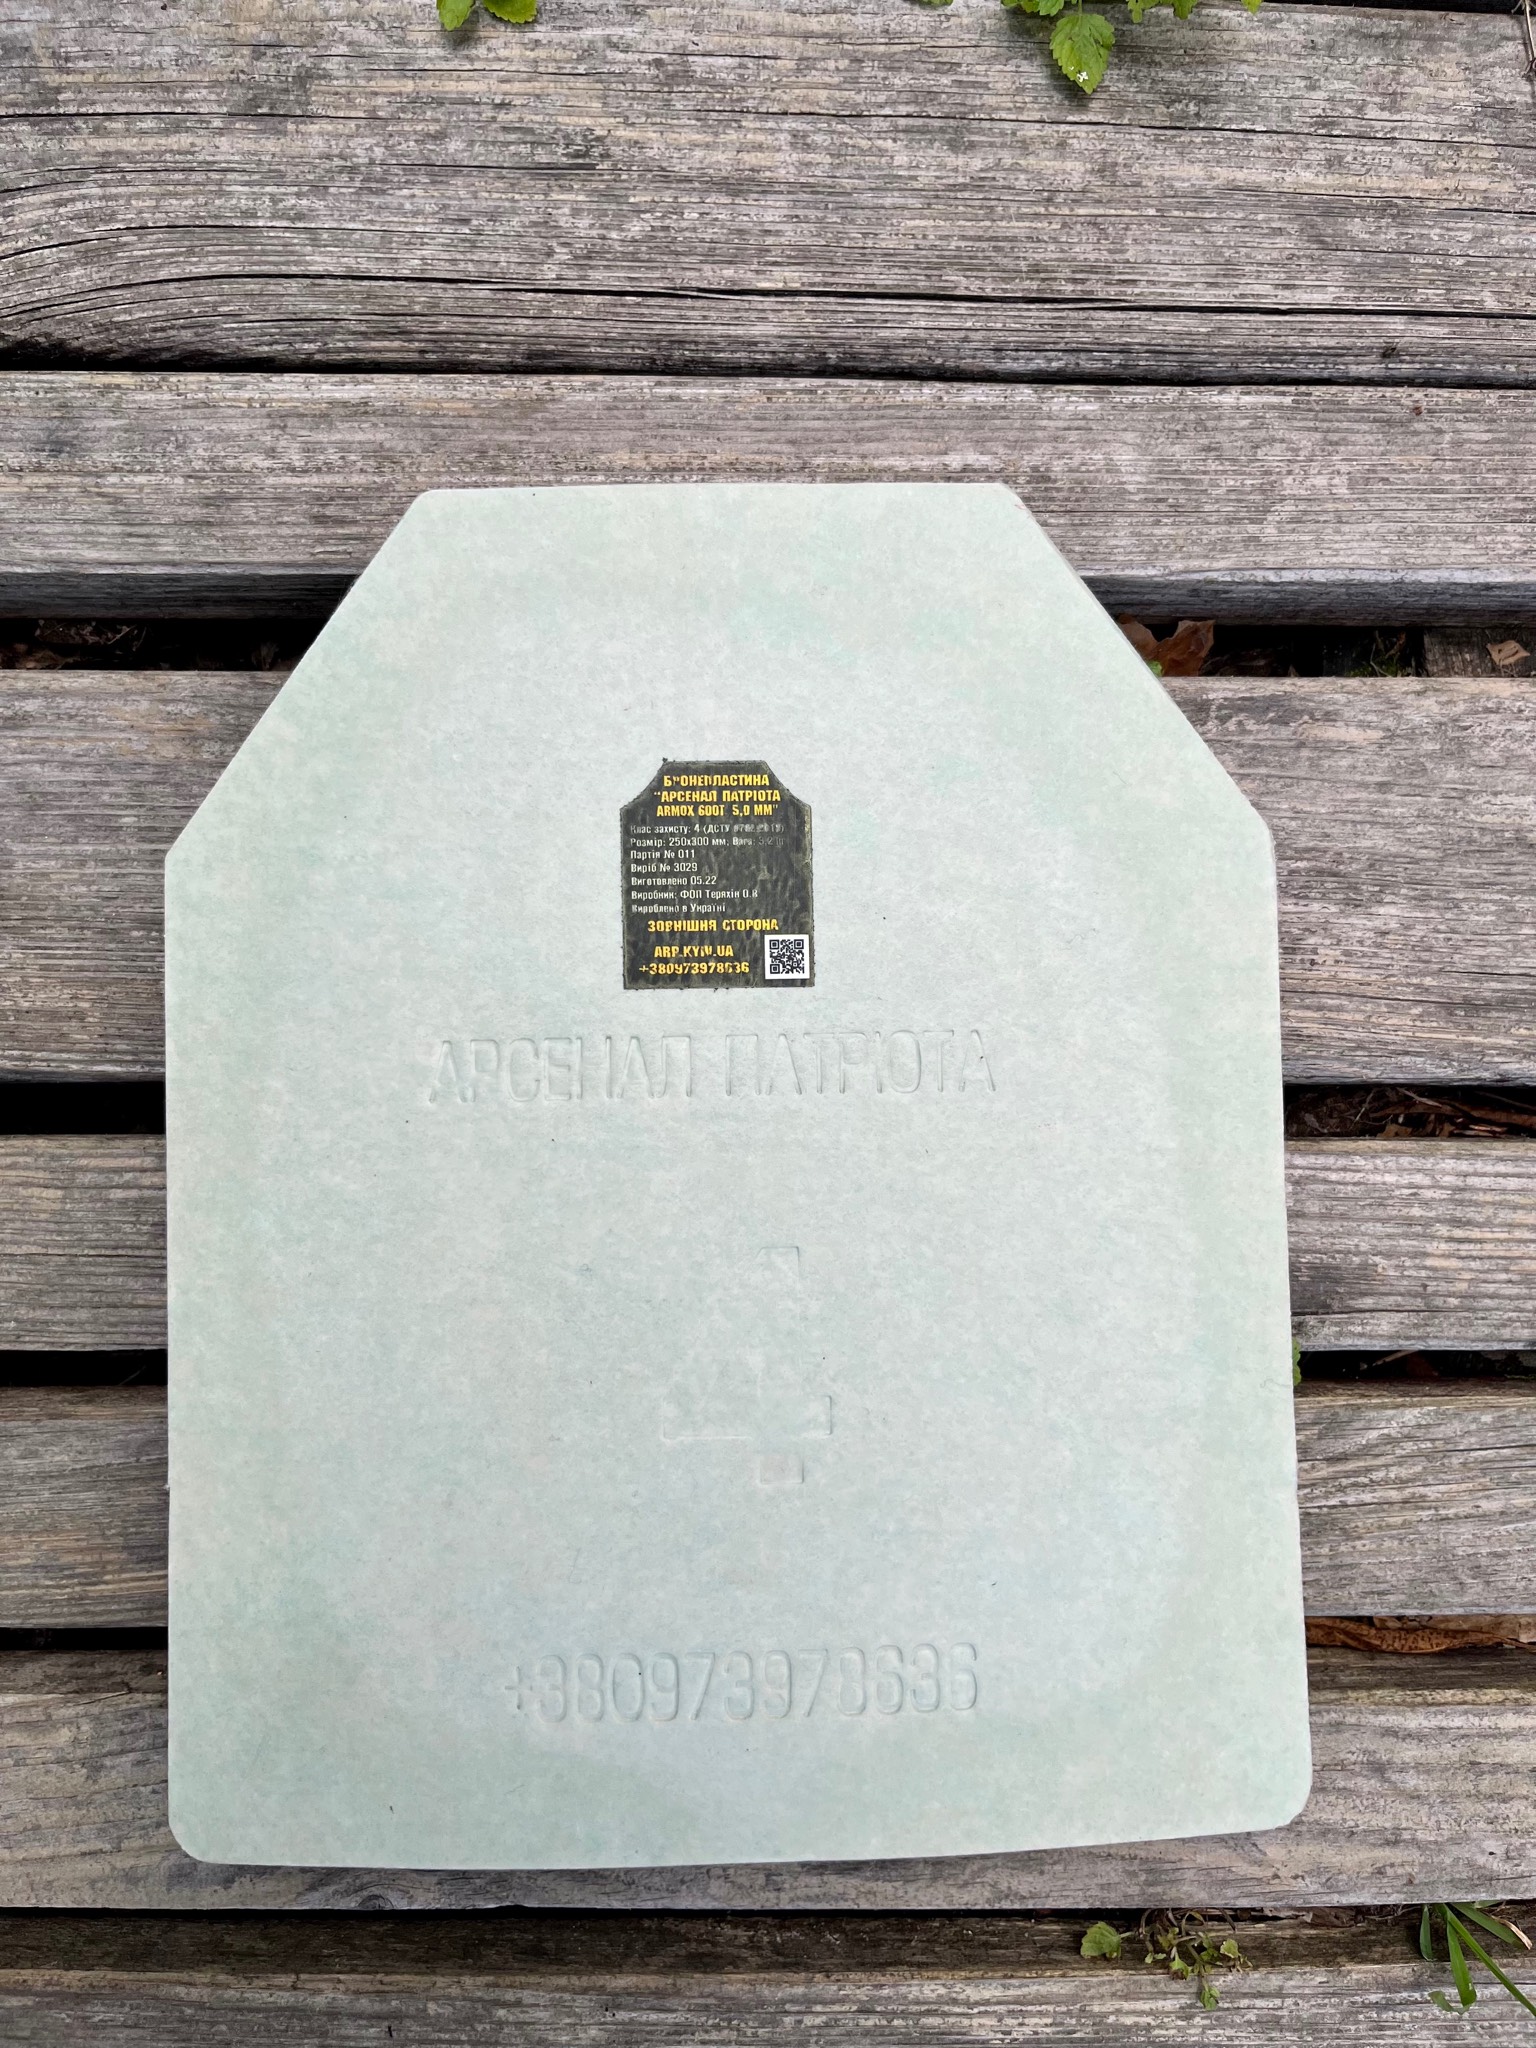 БРОНЕПЛАСТИНА
"АРСЕНАЛ ПАТРІОТА
ARMOX 600T 5,0 ММ"
Клас захисту: 4 (ДСТУ
Розмір: 250х300 мм, Вага:
Партія № 011
Виріб № 3029
Виготовлено 05.22
Виробник: ФОП Теряхін О.В
Вироблено в Україні
ЗОВНІШНЯ СТОРОНА
ARP.KYIV.UA
+380973978636
АРСЕНАЛ ПАТРІОТА
4
+380973978636